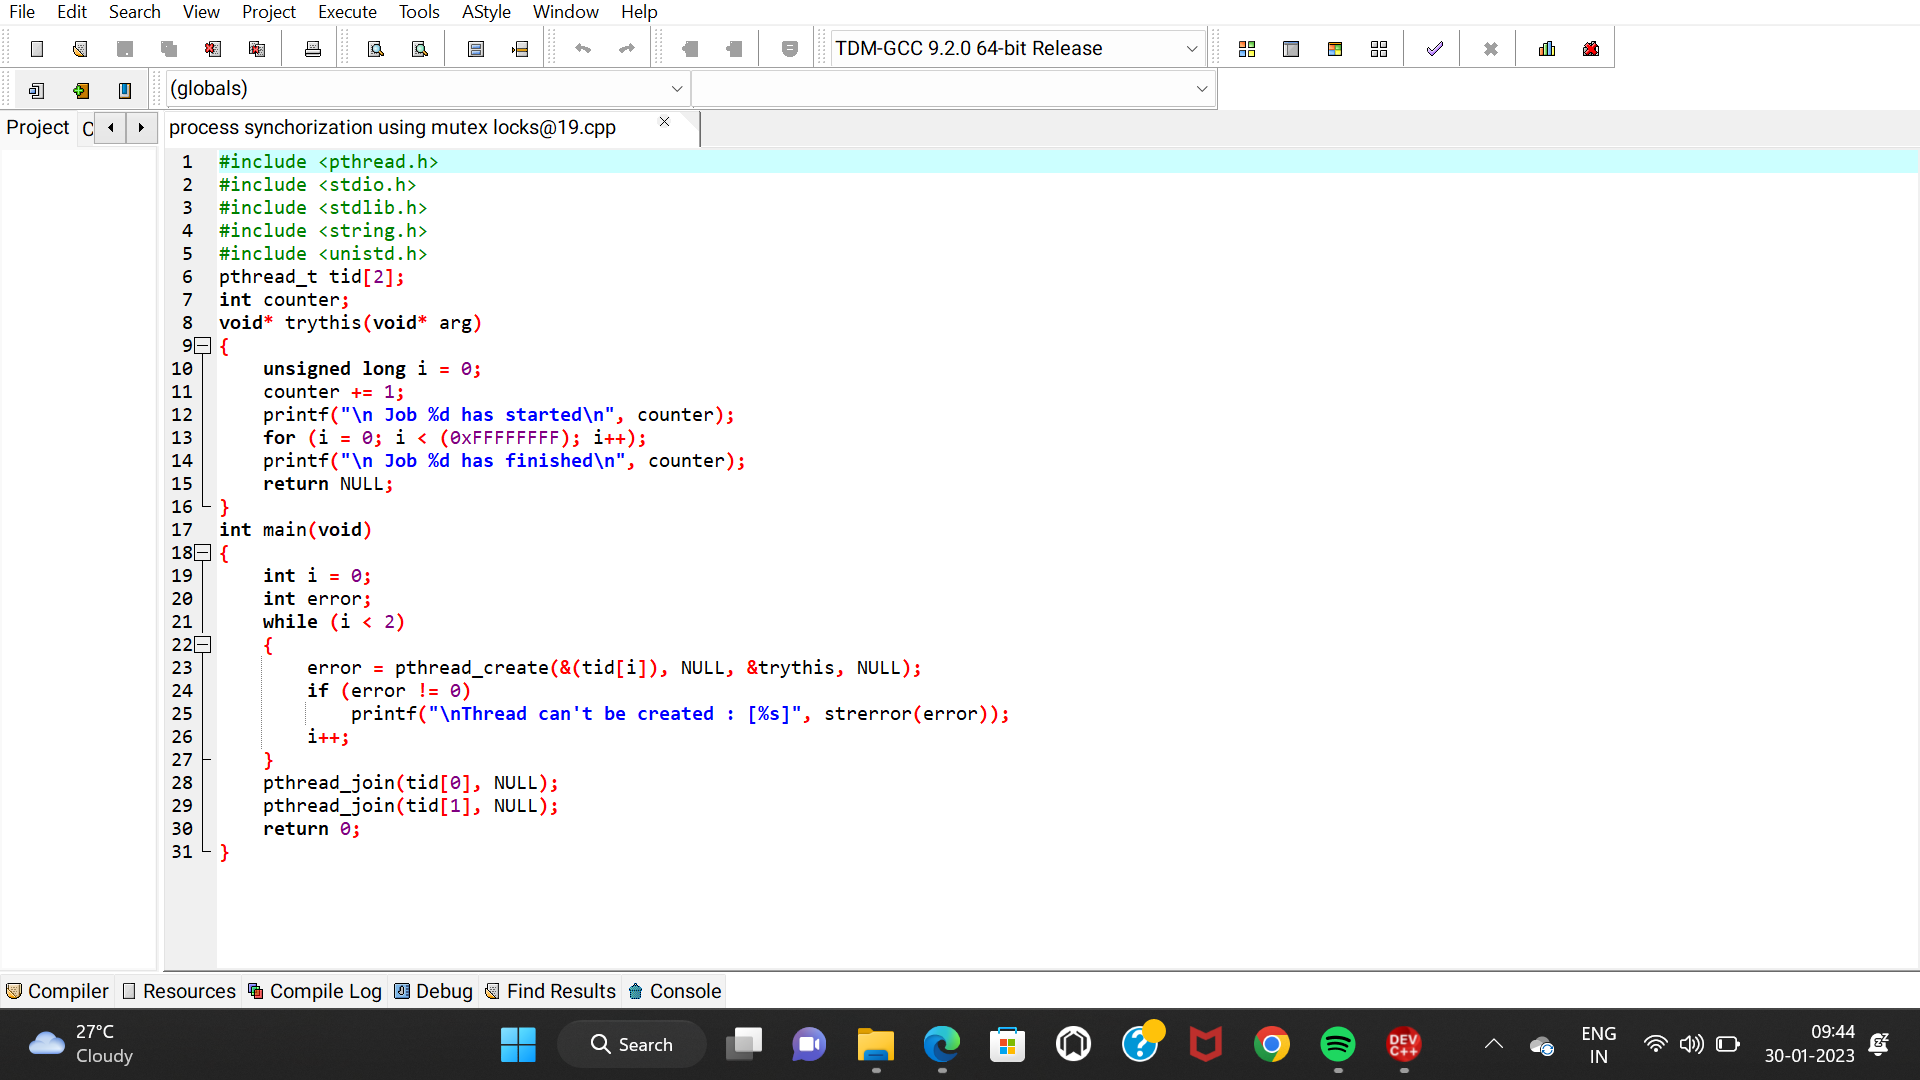 File Edit Search View Project Execute Tools AStyle Window Help
TDM-GCC 9.2.0 64-bit Release
(globals)
Project C process synchorization using mutex locks@19.cpp
1 #include <pthread.h>
2 #include <stdio.h>
3 #include <stdlib.h>
4 #include <string.h>
5 #include <unistd.h>
6 pthread_t tid[2];
7 int counter;
8 void* trythis(void* arg)
9 {
10 unsigned long i = 0;
11 counter += 1;
12 printf("\n Job %d has started\n", counter);
13 for (i = 0; i < (0xFFFFFFFF); i++);
14 printf("\n Job %d has finished\n", counter);
15 return NULL;
16 }
17 int main(void)
18 {
19 int i = 0;
20 int error;
21 while (i < 2)
22 {
23 error = pthread_create(&(tid[i]), NULL, &trythis, NULL);
24 if (error != 0)
25 printf("\nThread can't be created : [%s]", strerror(error));
26 i++;
27 }
28 pthread_join(tid[0], NULL);
29 pthread_join(tid[1], NULL);
30 return 0;
31 }
Compiler Resources Compile Log Debug Find Results Console
27°C
Cloudy
Search
DEV
C++
ENG
IN
09:44
30-01-2023